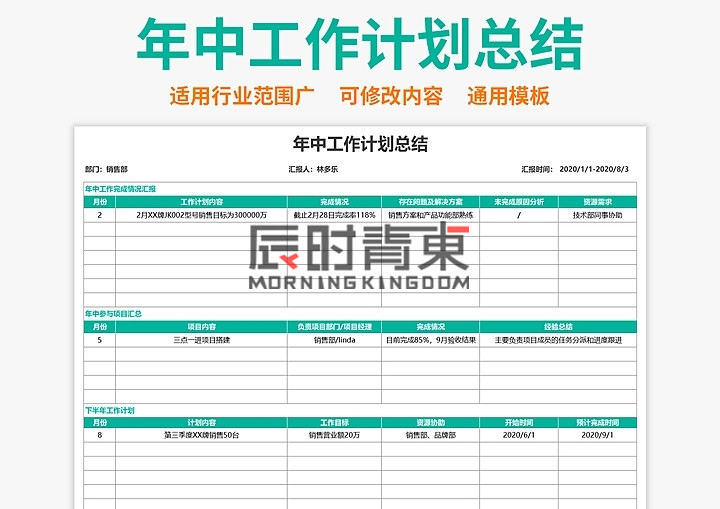 年中工作计划总结
适用行业范围广 可修改内容 通用模板
年中工作计划总结
部门：销售部 汇报人：林多乐 汇报时间： 2020/1/1-2020/8/3
年中工作完成情况汇报
月份 工作计划内容 完成情况 存在问题及解决方案 未完成原因分析 资源需求
2 2月XX牌JK002型号销售目标为300000万 截止2月28日完成率118% 销售方案和产品功能部熟练 / 技术部同事协助
辰时青東
MORNINGKINGDOM
年中参与项目汇总
月份 项目内容 负责项目部门/项目经理 完成情况 经验总结
5 三点一进项目搭建 销售部/linda 目前完成85%，9月验收结果 主要负责项目成员的任务分派和进度跟进
下半年工作计划
月份 计划内容 工作目标 资源协助 开始时间 预计完成时间
8 第三季度XX牌销售50台 销售营业额20万 销售部、品牌部 2020/6/1 2020/9/1